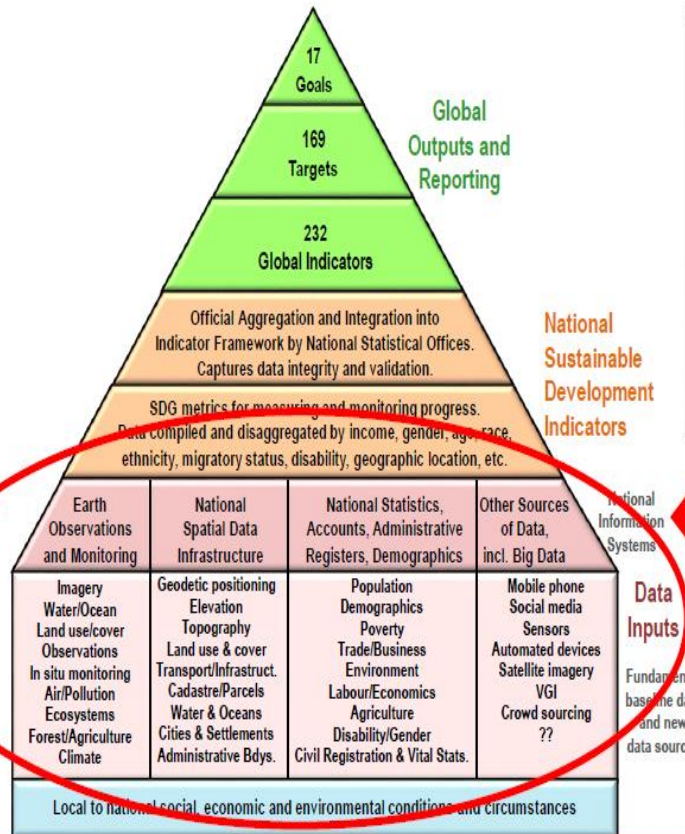 17
Goals
169
Targets
232
Global Indicators
Global
Outputs and
Reporting
Official Aggregation and Integration into
Indicator Framework by National Statistical Offices.
Captures data integrity and validation.
SDG metrics for measuring and monitoring progress.
Data compiled and disaggregated by income, gender, age, race,
ethnicity, migratory status, disability, geographic location, etc.
National
Sustainable
Development
Indicators
Earth
Observations
and Monitoring
National
Spatial Data
Infrastructure
National Statistics,
Accounts, Administrative
Registers, Demographics
Other Sources
of Data,
incl. Big Data
National
Information
Systems
Imagery
Water/Ocean
Land use/cover
Observations
In situ monitoring
Air/Pollution
Ecosystems
Forest/Agriculture
Climate
Geodetic positioning
Elevation
Topography
Land use & cover
Transport/Infrastruct.
Cadastre/Parcels
Water & Oceans
Cities & Settlements
Administrative Bdys.
Population
Demographics
Poverty
Trade/Business
Environment
Labour/Economics
Agriculture
Disability/Gender
Civil Registration & Vital Stats.
Mobile phone
Social media
Sensors
Automated devices
Satellite imagery
VGI
Crowd sourcing
??
Data
Inputs
baseline
and new
data
Local to national social, economic and environmental conditions and circumstances